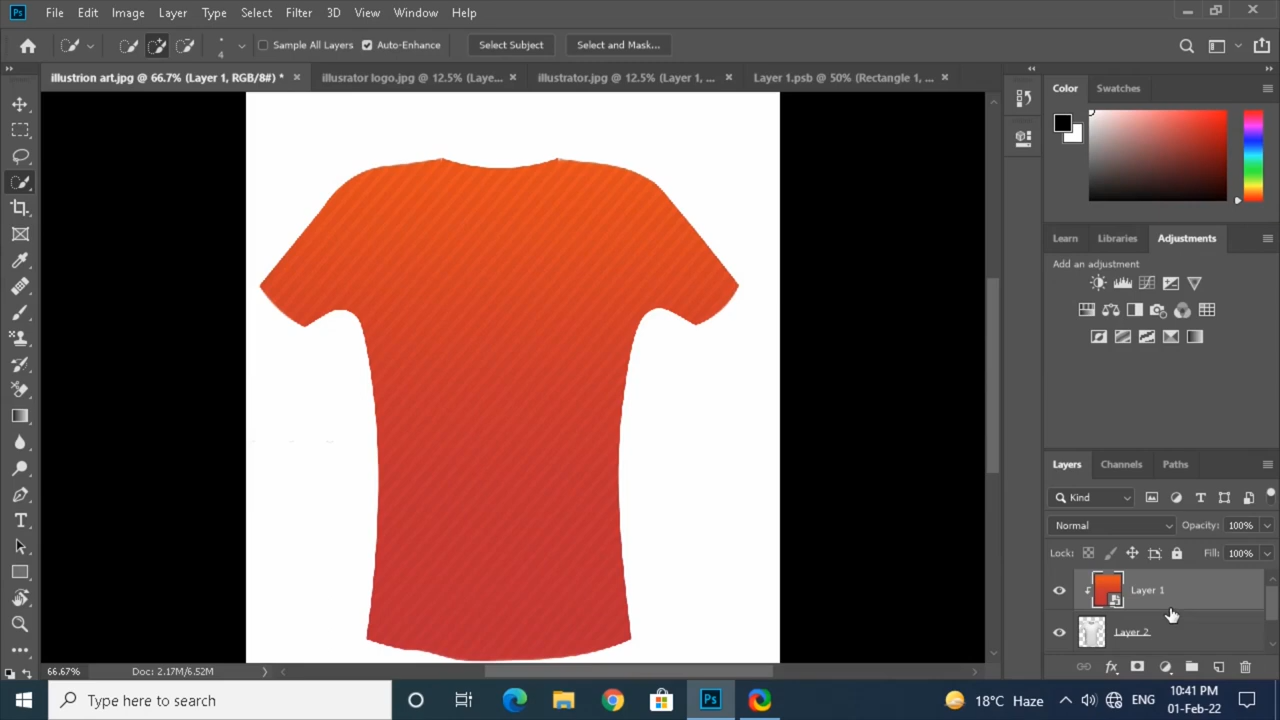 Ps File Edit Image Layer Type Select Filter 3D View Window Help
4 Sample All Layers Auto-Enhance Select Subject Select and Mask...
illustrion art.jpg @ 66.7% (Layer 1, RGB/8#) * illusrator logo.jpg @ 12.5% (Laye... illustrator.jpg @ 12.5% (Layer 1, ... Layer 1.psb @ 50% (Rectangle 1, ...
Color Swatches
Learn Libraries Adjustments
Add an adjustment
Layers Channels Paths
Kind
Normal Opacity: 100%
Lock: Fill: 100%
Layer 1
Layer 2
66.67% Doc: 2.17M/6.52M
Type here to search
Ps
18°C Haze
ENG
10:41 PM
01-Feb-22